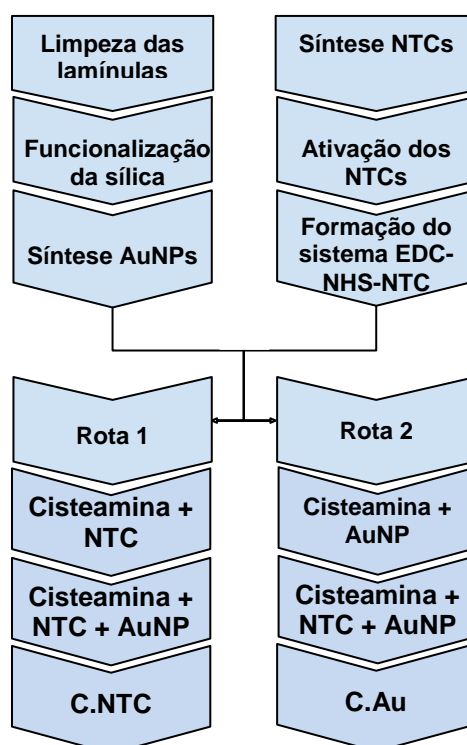 Limpeza das
lamínulas
Funcionalização
da sílica
Síntese AuNPs
Síntese NTCs
Ativação dos
NTCs
Formação do
sistema EDC-
NHS-NTC
Rota 1
Cisteamina +
NTC
Cisteamina +
NTC + AuNP
C.NTC
Rota 2
Cisteamina +
AuNP
Cisteamina +
NTC + AuNP
C.Au